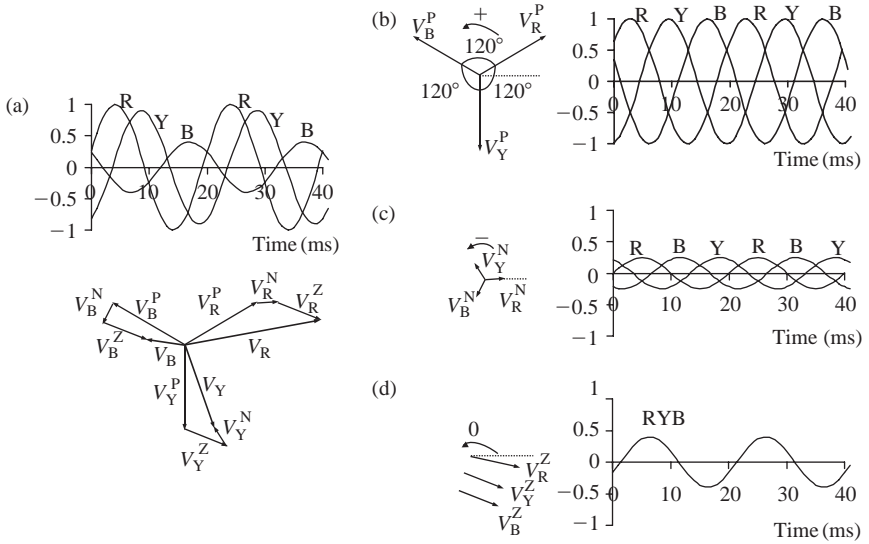 (a)
1
0.5
0
−0.5
−1
R Y B R Y B
0 10 20 30 40
Time (ms)
V_B^N V_B^P V_R^P V_R^N V_R^Z
V_B^Z V_B V_R
V_Y^P V_Y
V_Y^N
V_Y^Z
(b)
+
V_B^P V_R^P
120°
120° 120°
V_Y^P
1
0.5
0
−0.5
−1
R Y B R Y B
0 10 20 30 40
Time (ms)
(c)
−
V_Y^N
V_B^N V_R^N
1
0.5
0
−0.5
−1
R B Y R B Y
0 10 20 30 40
Time (ms)
(d)
0
V_R^Z
V_Y^Z
V_B^Z
1
0.5
0
−0.5
−1
RYB
0 10 20 30 40
Time (ms)